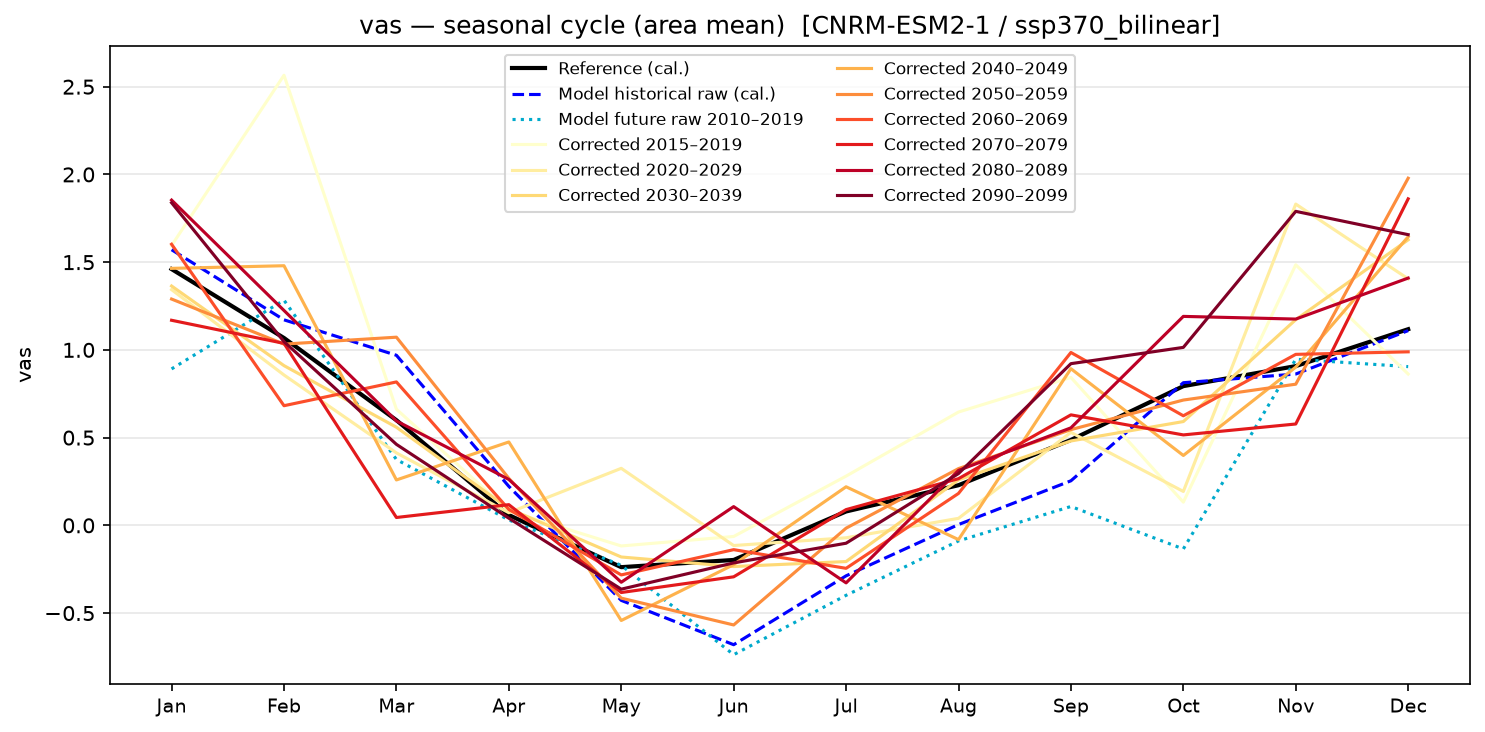 vas — seasonal cycle (area mean)  [CNRM-ESM2-1 / ssp370_bilinear]
Reference (cal.)
Model historical raw (cal.)
Model future raw 2010–2019
Corrected 2015–2019
Corrected 2020–2029
Corrected 2030–2039
Corrected 2040–2049
Corrected 2050–2059
Corrected 2060–2069
Corrected 2070–2079
Corrected 2080–2089
Corrected 2090–2099
vas
2.5
2.0
1.5
1.0
0.5
0.0
−0.5
Jan Feb Mar Apr May Jun Jul Aug Sep Oct Nov Dec